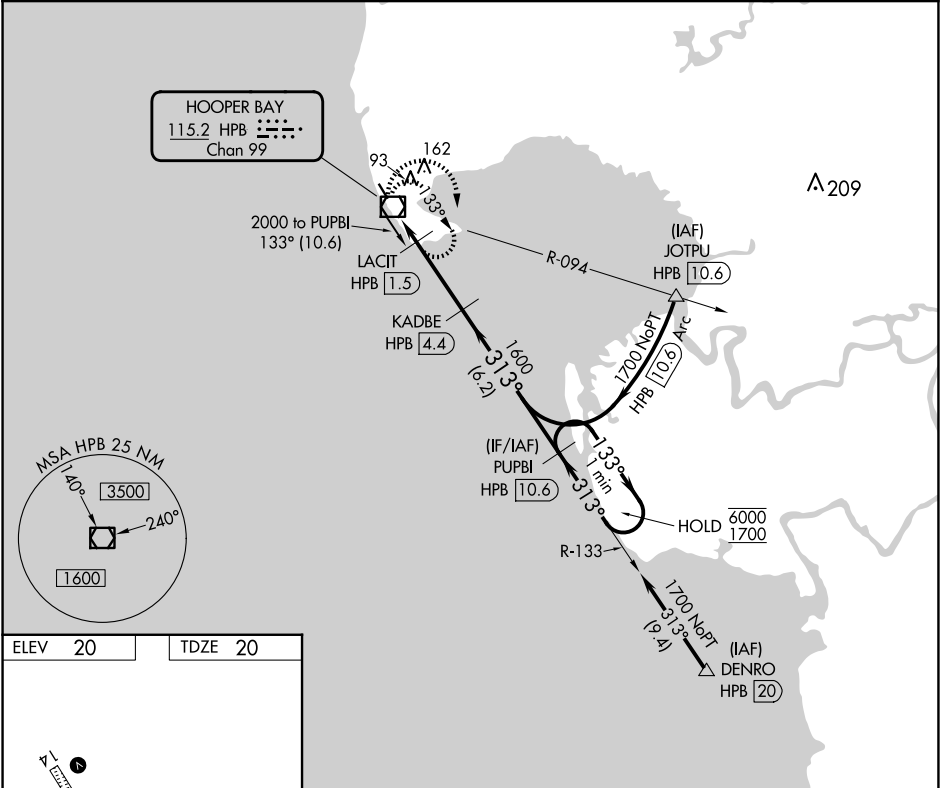 HOOPER BAY
115.2 HPB
Chan 99
93
162
133°
209
2000 to PUPBI
133° (10.6)
(IAF)
JOTPU
HPB 10.6
R-094
LACIT
HPB 1.5
KADBE
HPB 4.4
1600
313°
(6.2)
1700 NoPT
HPB 10.6 Arc
(IF/IAF)
PUPBI
HPB 10.6
133°
1 min
313°
HOLD
6000
1700
R-133
MSA HPB 25 NM
140°
3500
240°
1600
1700 NoPT
313°
(9.4)
(IAF)
DENRO
HPB 20
ELEV 20
TDZE 20
14
V